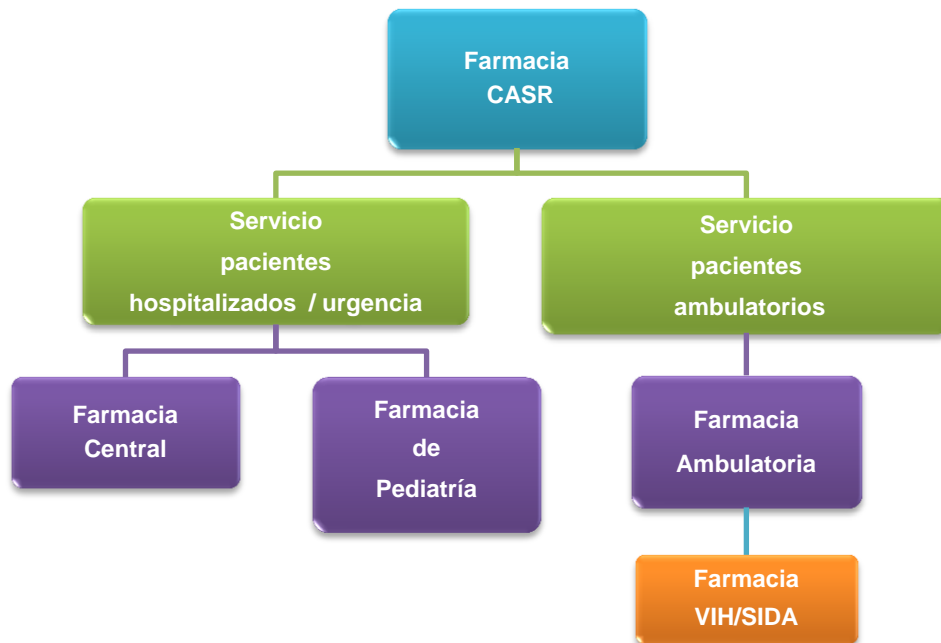 Farmacia
CASR
Servicio
pacientes
hospitalizados / urgencia
Servicio
pacientes
ambulatorios
Farmacia
Central
Farmacia
de
Pediatría
Farmacia
Ambulatoria
Farmacia
VIH/SIDA